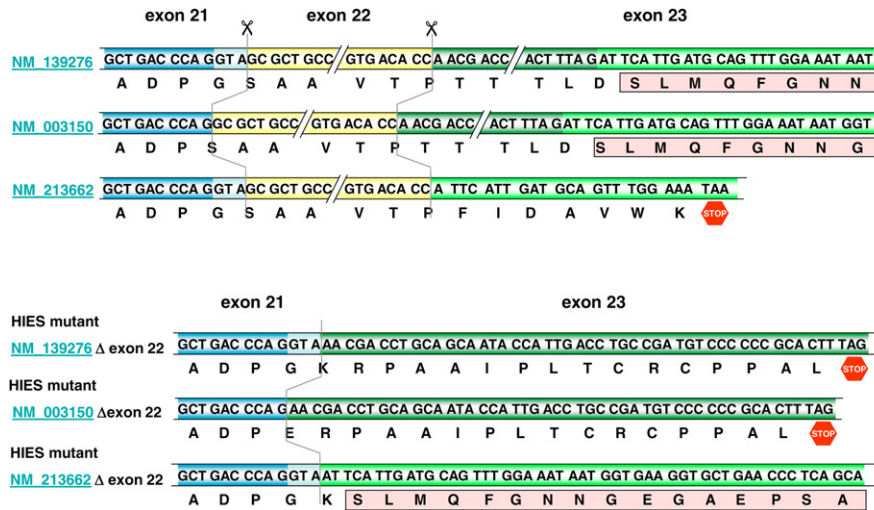 exon 21 exon 22 exon 23
NM_139276 GCT GAC CCA GGT AGC GCT GCC GTG ACA CC AAC G ACC ACT TTA GAT TCA TTG ATG CAG TTT GGA AAT AAT
A D P G S A A V T P T T T L D S L M Q F G N N
NM_003150 GCT GAC CCA GGC GCT GCC GTG ACA CC AAC G ACC ACT TTA GAT TCA TTG ATG CAG TTT GGA AAT AAT GGT
A D P S A A V T P T T T L D S L M Q F G N N G
NM_213662 GCT GAC CCA GGT AGC GCT GCC GTG ACA CC A TTC ATT GAT GCA GTT TGG AAA TAA
A D P G S A A V T P F I D A V W K STOP
exon 21 exon 23
HIES mutant
NM_139276 Δ exon 22 GCT GAC CCA GGT AAA CGA CCT GCA GCA ATA CCA TTG ACC TGC CGA TGT CCC CCC GCA CTT TAG
A D P G K R P A A I P L T C R C P P A L STOP
HIES mutant
NM_003150 Δexon 22 GCT GAC CCA GAA CGA CCT GCA GCA ATA CCA TTG ACC TGC CGA TGT CCC CCC GCA CTT TAG
A D P E R P A A I P L T C R C P P A L STOP
HIES mutant
NM_213662 Δ exon 22 GCT GAC CCA GGT AAT TCA TTG ATG CAG TTT GGA AAT AAT GGT GAA GGT GCT GAA CCC TCA GCA
A D P G K S L M Q F G N N G E G A E P S A